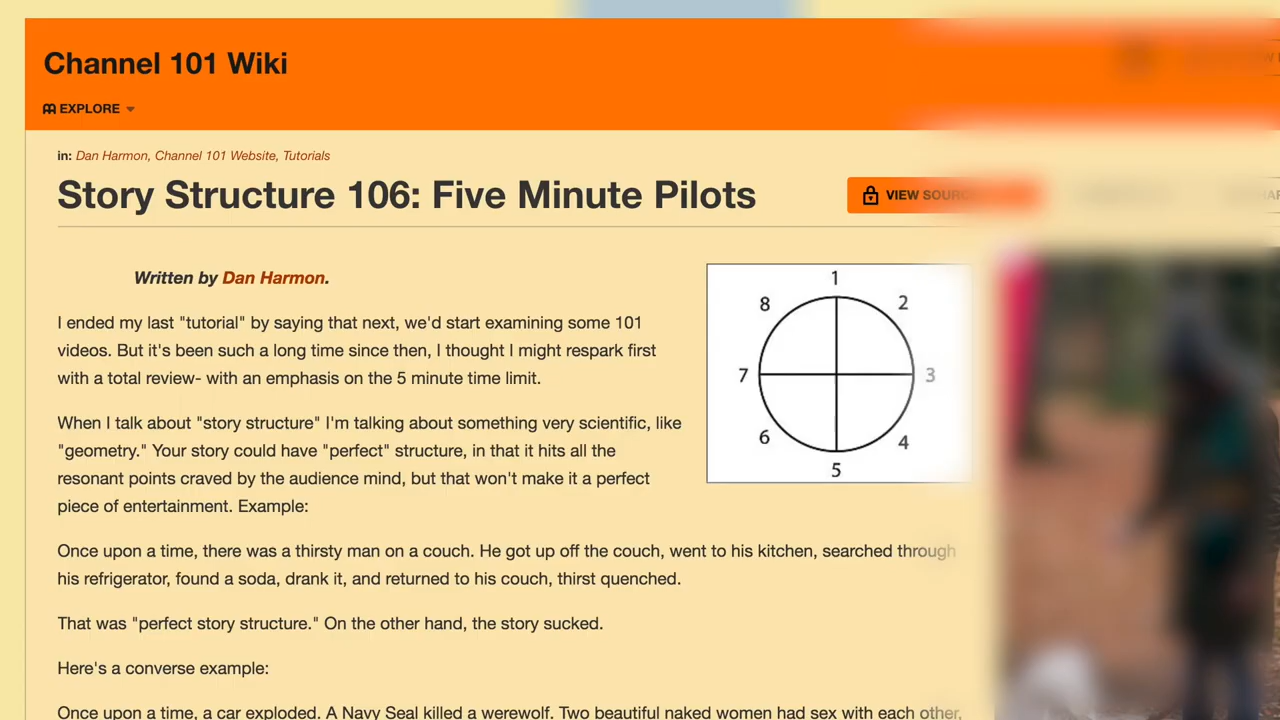 Channel 101 Wiki
EXPLORE
in: Dan Harmon, Channel 101 Website, Tutorials
Story Structure 106: Five Minute Pilots
VIEW SOURCE
Written by Dan Harmon.
I ended my last "tutorial" by saying that next, we'd start examining some 101
videos. But it's been such a long time since then, I thought I might respark first
with a total review- with an emphasis on the 5 minute time limit.
When I talk about "story structure" I'm talking about something very scientific, like
"geometry." Your story could have "perfect" structure, in that it hits all the
resonant points craved by the audience mind, but that won't make it a perfect
piece of entertainment. Example:
1
2
3
4
5
6
7
8
Once upon a time, there was a thirsty man on a couch. He got up off the couch, went to his kitchen, searched through
his refrigerator, found a soda, drank it, and returned to his couch, thirst quenched.
That was "perfect story structure." On the other hand, the story sucked.
Here's a converse example:
Once upon a time, a car exploded. A Navy Seal killed a werewolf. Two beautiful naked women had sex with each other,